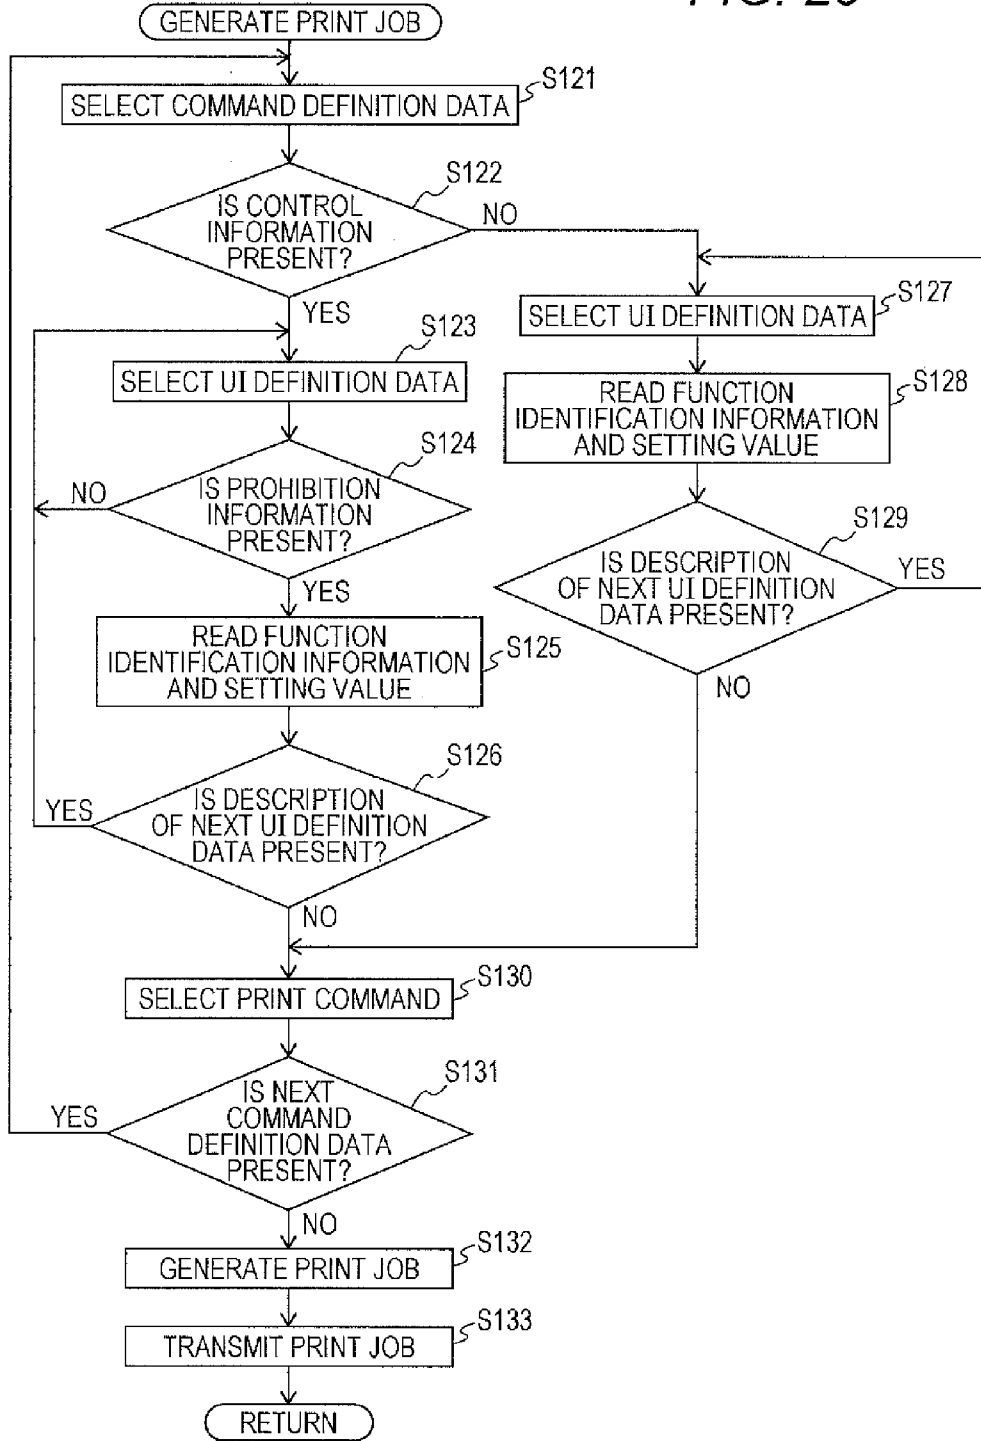 GENERATE PRINT JOB
S121
SELECT COMMAND DEFINITION DATA
S122
IS CONTROL
INFORMATION
PRESENT?
NO
YES
S123
SELECT UI DEFINITION DATA
S124
IS PROHIBITION
INFORMATION
PRESENT?
NO
YES
READ FUNCTION
IDENTIFICATION INFORMATION
AND SETTING VALUE
S125
S126
IS DESCRIPTION
OF NEXT UI DEFINITION
DATA PRESENT?
YES
NO
S127
SELECT UI DEFINITION DATA
S128
READ FUNCTION
IDENTIFICATION INFORMATION
AND SETTING VALUE
S129
IS DESCRIPTION
OF NEXT UI DEFINITION
DATA PRESENT?
YES
NO
S130
SELECT PRINT COMMAND
S131
IS NEXT
COMMAND
DEFINITION DATA
PRESENT?
YES
NO
S132
GENERATE PRINT JOB
S133
TRANSMIT PRINT JOB
RETURN